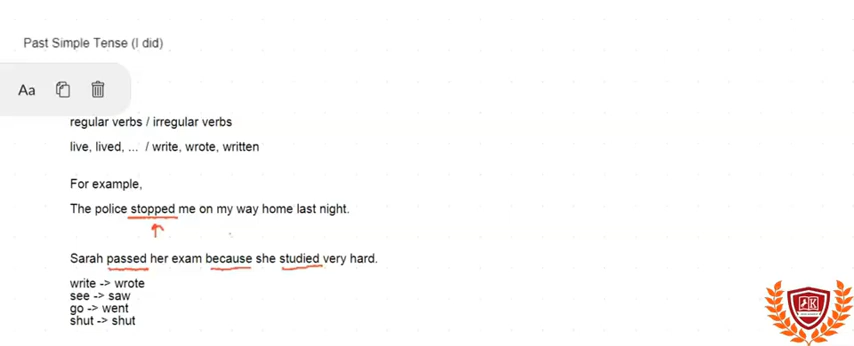 Past Simple Tense (I did)
Aa
regular verbs / irregular verbs
live, lived, ... / write, wrote, written
For example,
The police stopped me on my way home last night.
Sarah passed her exam because she studied very hard.
write -> wrote
see -> saw
go -> went
shut -> shut